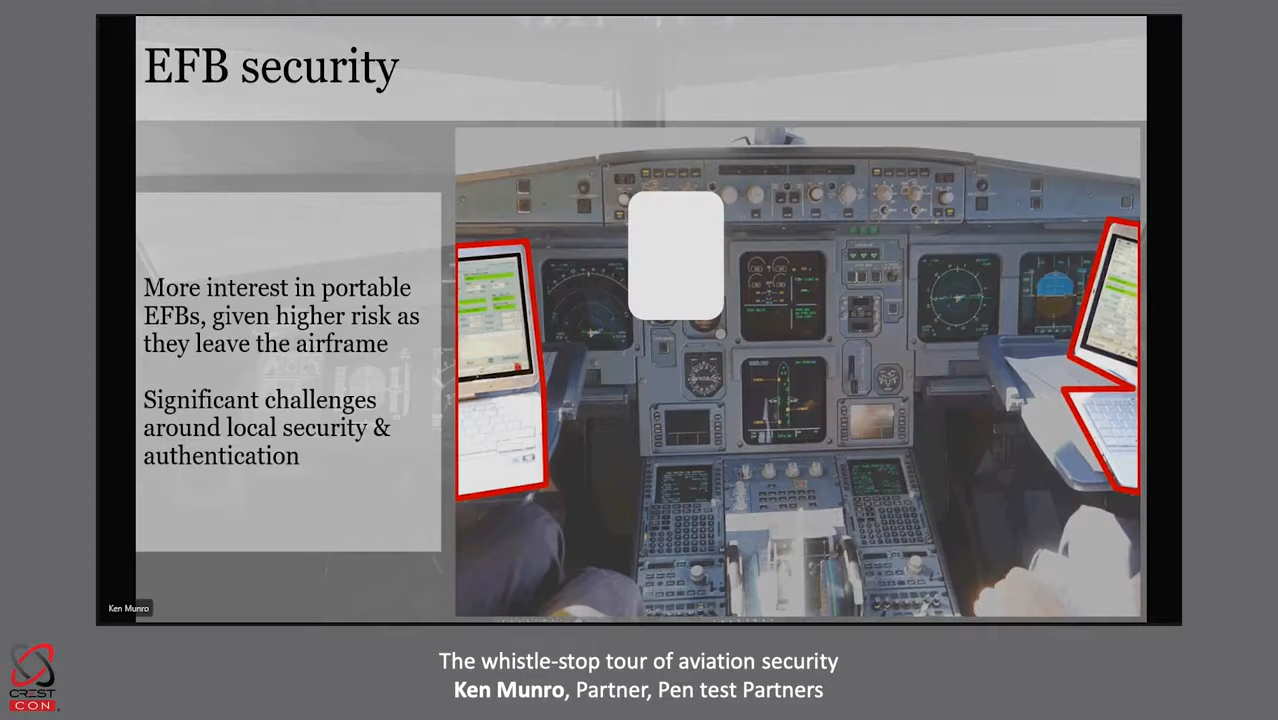 EFB security
More interest in portable
EFBs, given higher risk as
they leave the airframe
Significant challenges
around local security &
authentication
Ken Munro
The whistle-stop tour of aviation security
Ken Munro, Partner, Pen test Partners
CREST
CON